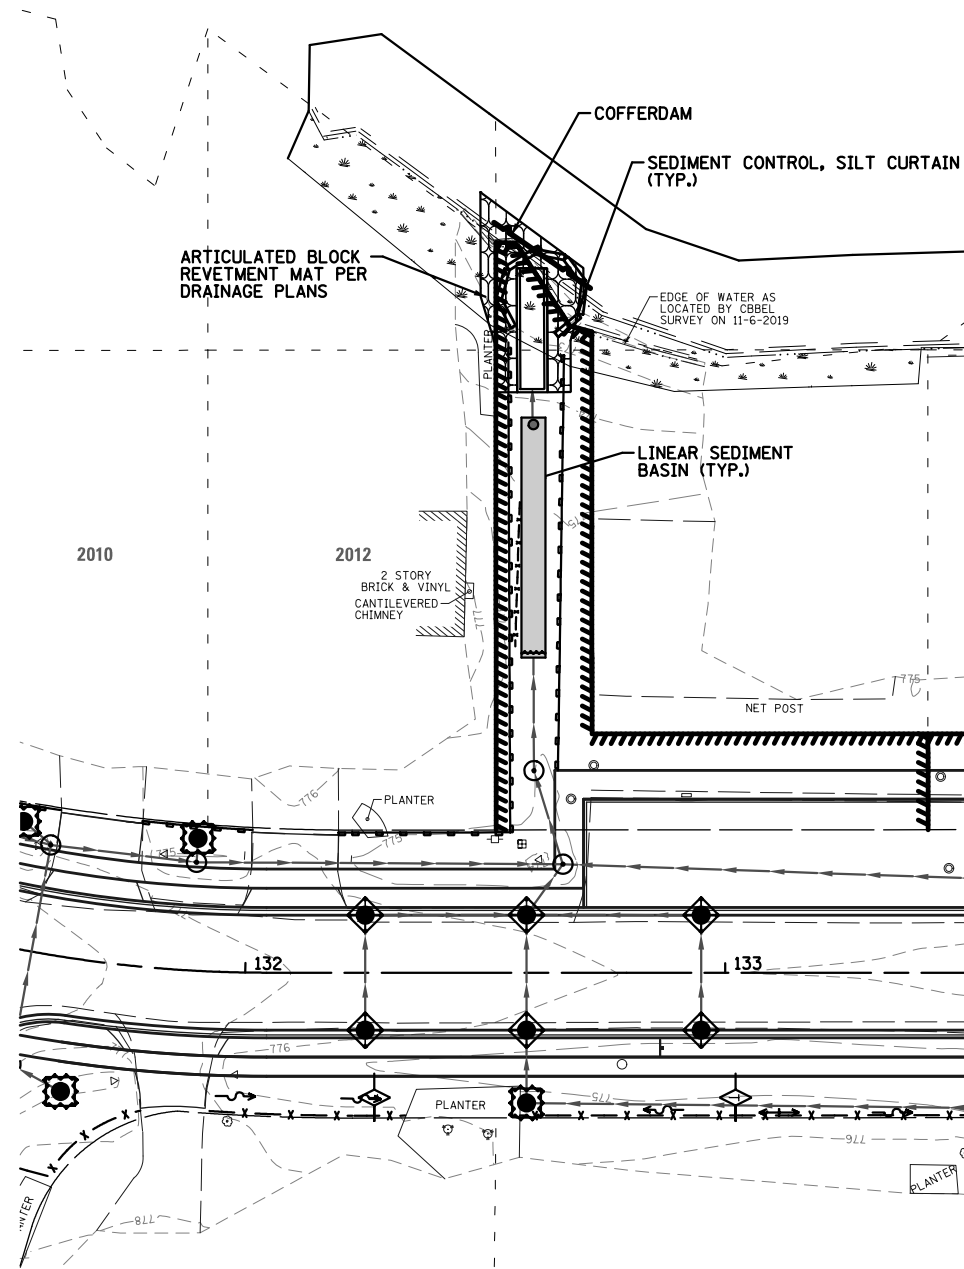 COFFERDAM
SEDIMENT CONTROL, SILT CURTAIN
(TYP.)
ARTICULATED BLOCK
REVETMENT MAT PER
DRAINAGE PLANS
EDGE OF WATER AS
LOCATED BY CBBEL
SURVEY ON 11-6-2019
PLANTER
LINEAR SEDIMENT
BASIN (TYP.)
2010
2012
2 STORY
BRICK & VINYL
CANTILEVERED
CHIMNEY
777
775
NET POST
776
PLANTER
775
775
132
133
776
775
PLANTER
776
PLANTER
778